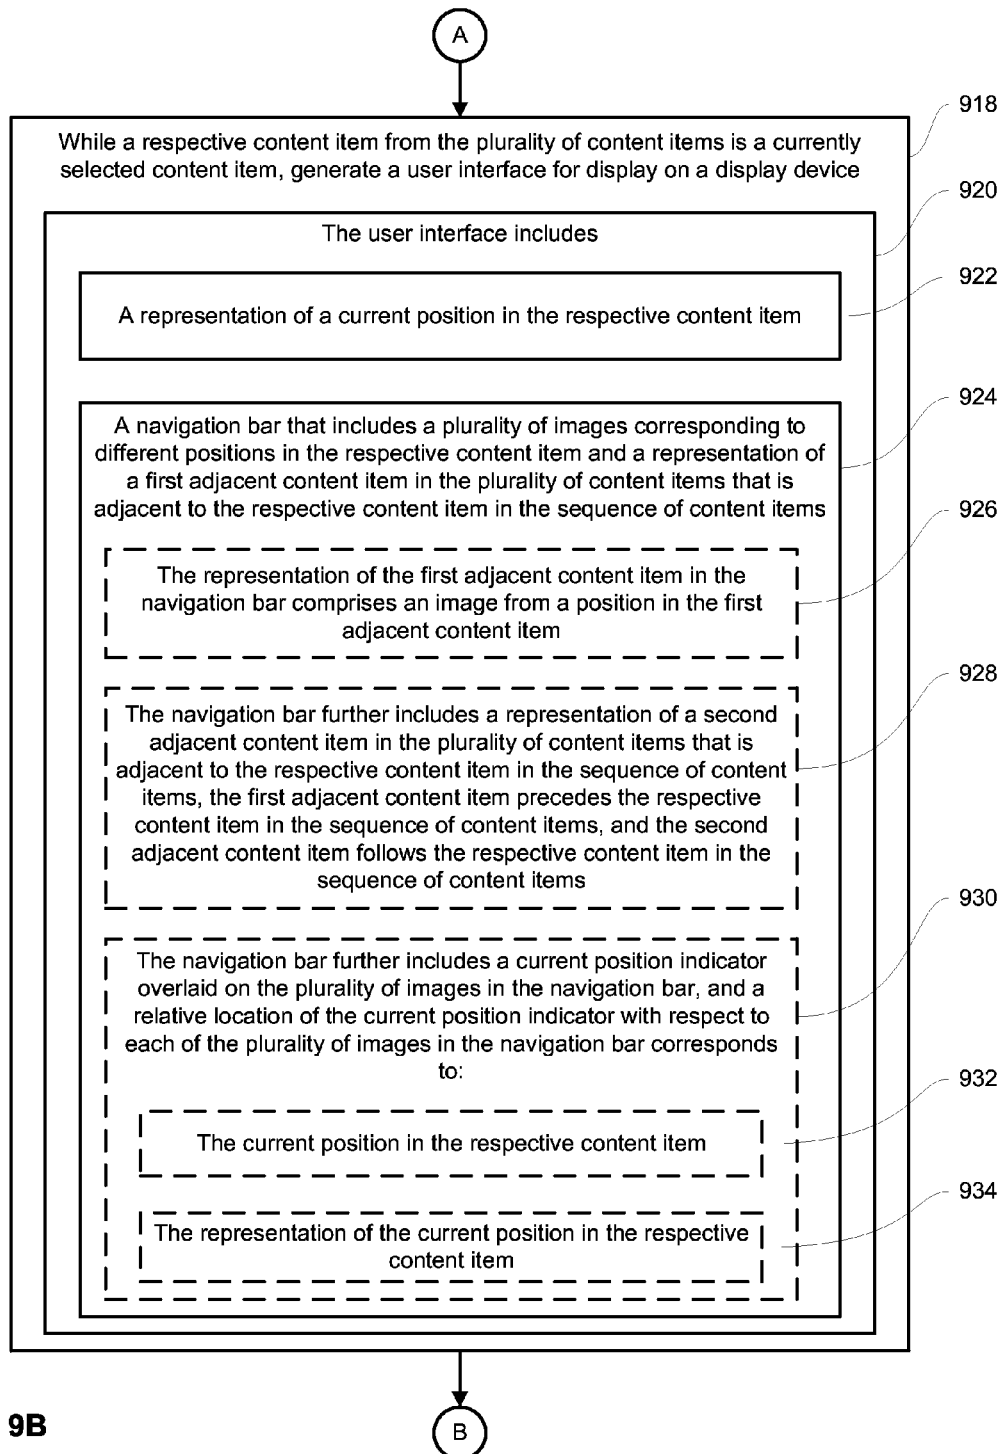 A
918
While a respective content item from the plurality of content items is a currently
selected content item, generate a user interface for display on a display device
920
The user interface includes
922
A representation of a current position in the respective content item
924
A navigation bar that includes a plurality of images corresponding to
different positions in the respective content item and a representation of
a first adjacent content item in the plurality of content items that is
adjacent to the respective content item in the sequence of content items
926
The representation of the first adjacent content item in the
navigation bar comprises an image from a position in the first
adjacent content item
928
The navigation bar further includes a representation of a second
adjacent content item in the plurality of content items that is
adjacent to the respective content item in the sequence of content
items, the first adjacent content item precedes the respective
content item in the sequence of content items, and the second
adjacent content item follows the respective content item in the
sequence of content items
930
The navigation bar further includes a current position indicator
overlaid on the plurality of images in the navigation bar, and a
relative location of the current position indicator with respect to
each of the plurality of images in the navigation bar corresponds
to:
932
The current position in the respective content item
934
The representation of the current position in the respective
content item
9B
B